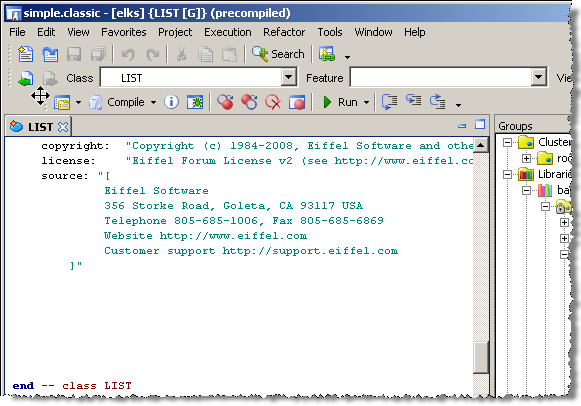 simple.classic - [elks] {LIST [G]} (precompiled)
File Edit View Favorites Project Execution Refactor Tools Window Help
Search
Class LIST Feature
Compile Run
LIST
Groups
copyright: "Copyright (c) 1984-2008, Eiffel Software and othe
license: "Eiffel Forum License v2 (see http://www.eiffel.co
source: "[
Eiffel Software
356 Storke Road, Goleta, CA 93117 USA
Telephone 805-685-1006, Fax 805-685-6869
Website http://www.eiffel.com
Customer support http://support.eiffel.com
]"
end -- class LIST
Cluster
roo
Librarie
ba